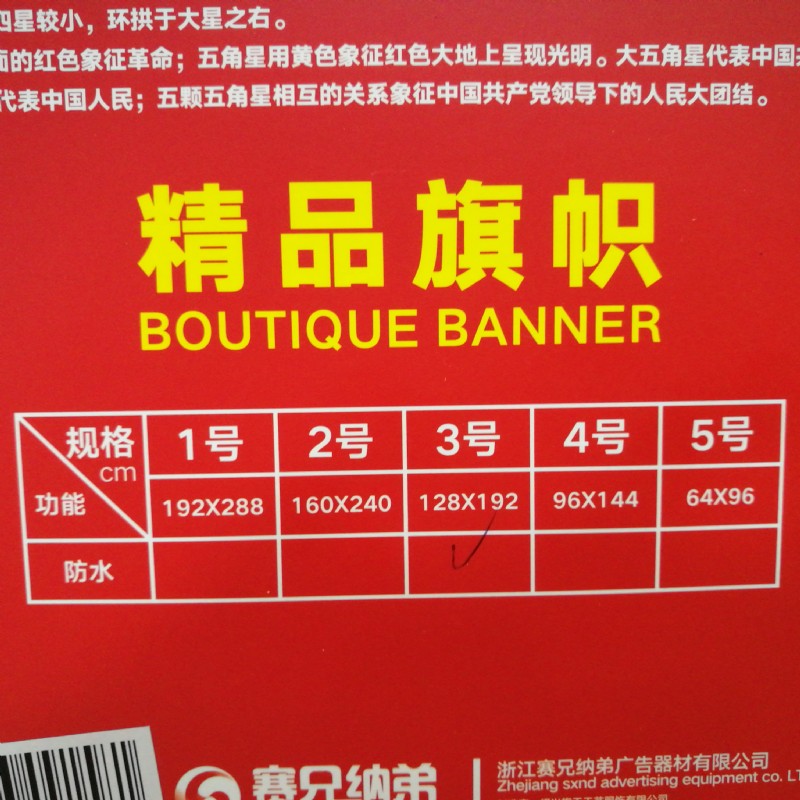 四星较小，环拱于大星之右。
面的红色象征革命；五角星用黄色象征红色大地上呈现光明。大五角星代表中国共
代表中国人民；五颗五角星相互的关系象征中国共产党领导下的人民大团结。
精品旗帜
BOUTIQUE BANNER
规格 cm 功能 1号 2号 3号 4号 5号
192X288 160X240 128X192 96X144 64X96
防水
赛兄纳弟
浙江赛兄纳弟广告器材有限公司
Zhejiang sxnd advertising equipment co. LT